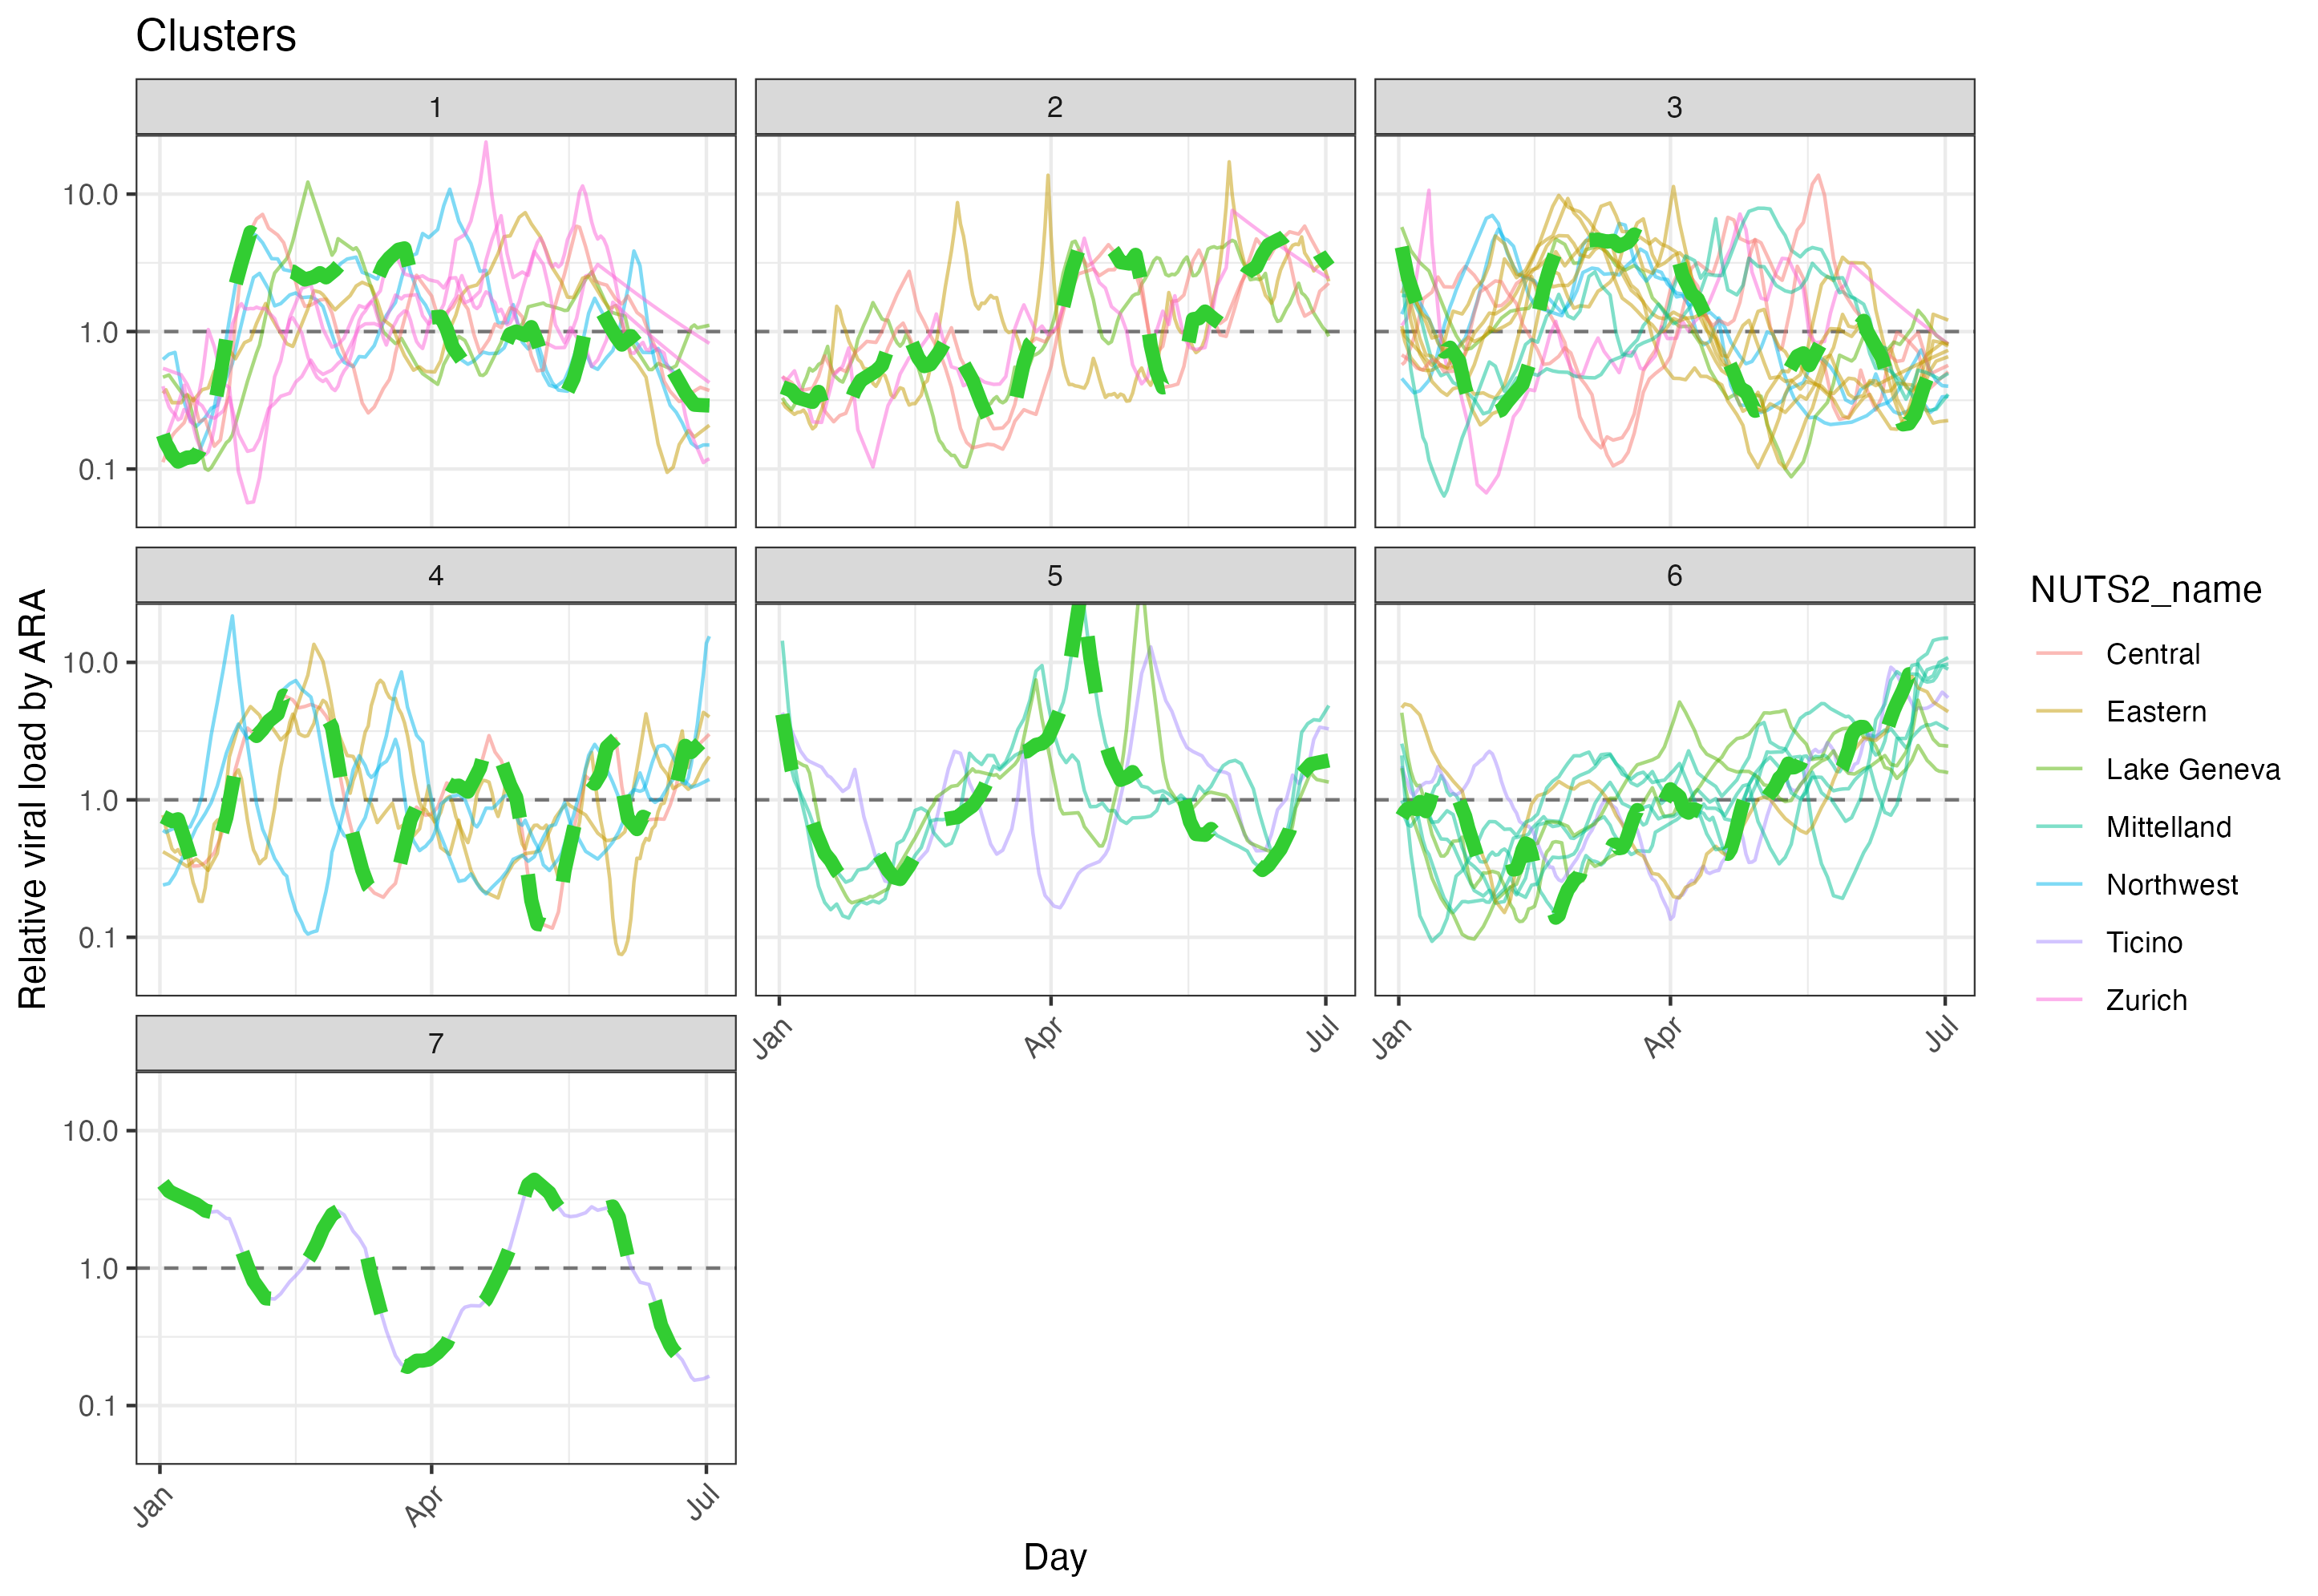 Clusters
1
2
3
10.0
1.0
0.1
4
5
6
10.0
1.0
0.1
Jan
Apr
Jul
Jan
Apr
Jul
7
10.0
1.0
0.1
Jan
Apr
Jul
Relative viral load by ARA
Day
NUTS2_name
Central
Eastern
Lake Geneva
Mittelland
Northwest
Ticino
Zurich